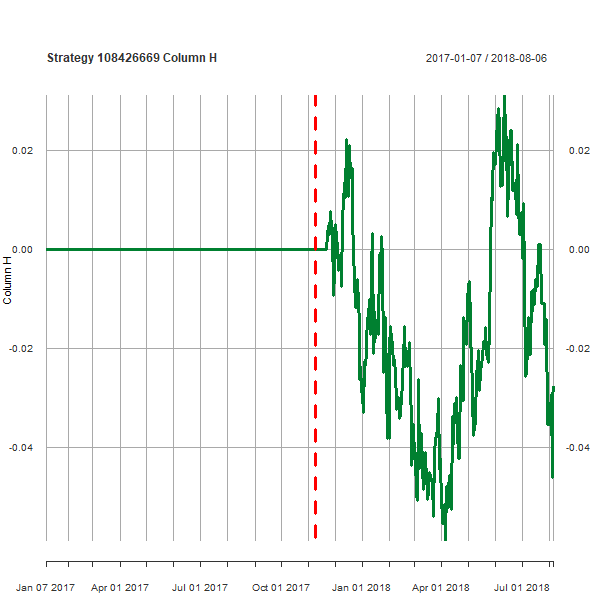 Strategy 108426669 Column H
2017-01-07 / 2018-08-06
0.02
0.02
0.00
0.00
-0.02
-0.02
-0.04
-0.04
Column H
Jan 07 2017
Apr 01 2017
Jul 01 2017
Oct 01 2017
Jan 01 2018
Apr 01 2018
Jul 01 2018